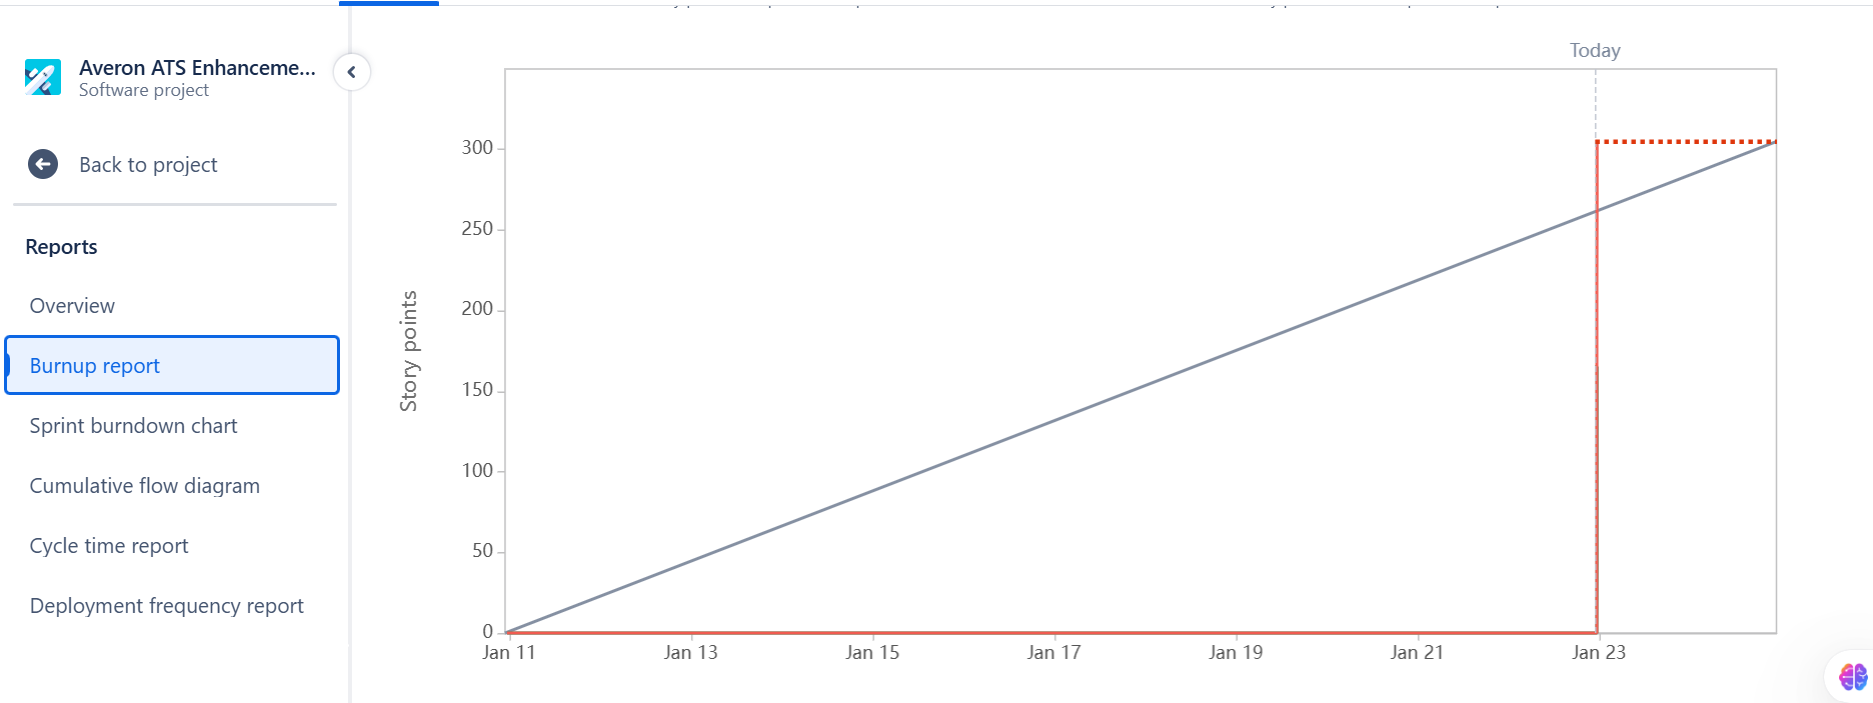 Averon ATS Enhanceme...
Software project
Back to project
Reports
Overview
Burnup report
Sprint burndown chart
Cumulative flow diagram
Cycle time report
Deployment frequency report
Today
Story points
300
250
200
150
100
50
0
Jan 11
Jan 13
Jan 15
Jan 17
Jan 19
Jan 21
Jan 23